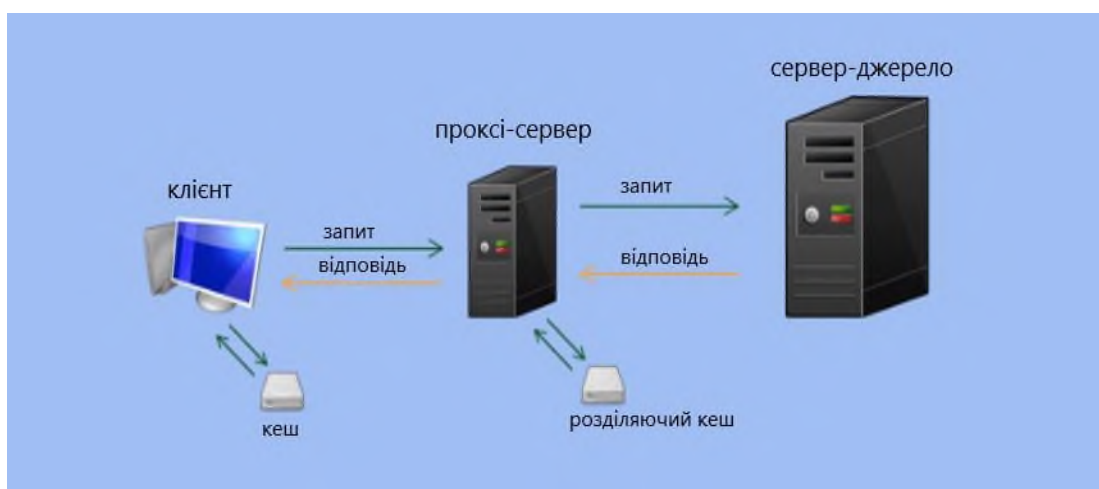 сервер-джерело
проксі-сервер
клієнт
запит
запит
відповідь
відповідь
кеш
розділяючий кеш